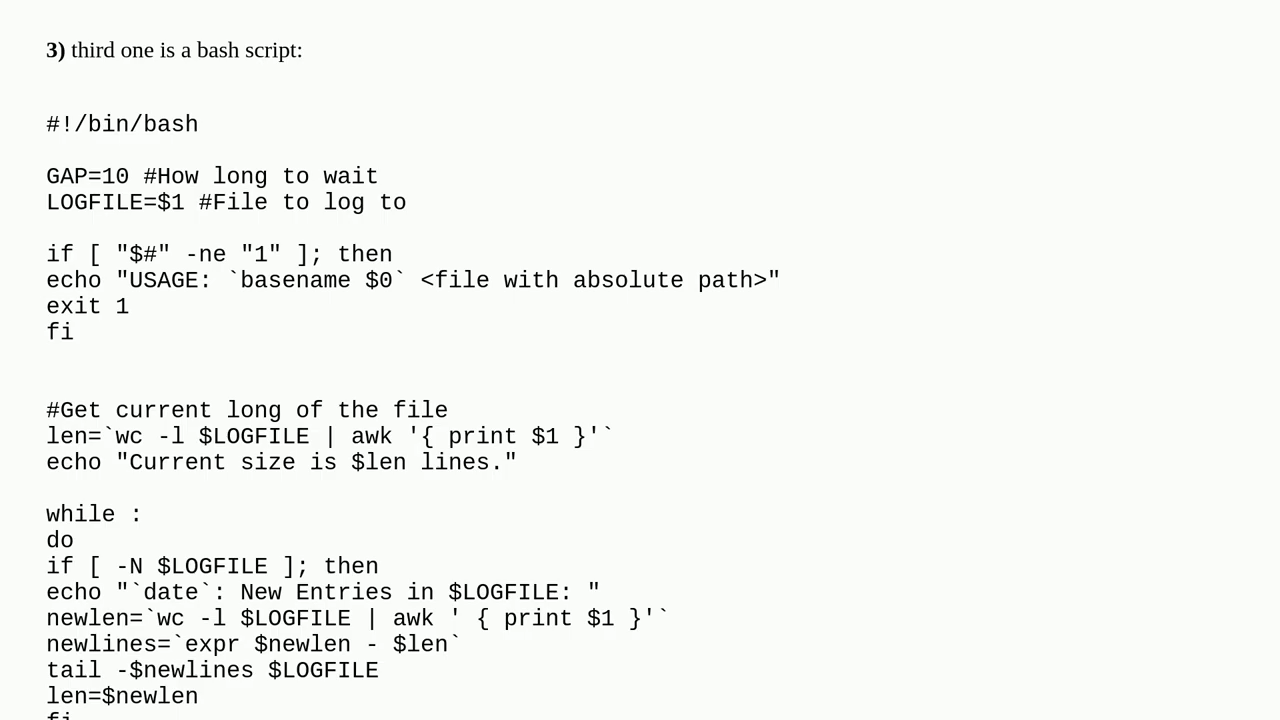 3) third one is a bash script:
#!/bin/bash
GAP=10 #How long to wait
LOGFILE=$1 #File to log to
if [ "$#" -ne "1" ]; then
echo "USAGE: `basename $0` <file with absolute path>"
exit 1
fi
#Get current long of the file
len=`wc -l $LOGFILE | awk '{ print $1 }'`
echo "Current size is $len lines."
while :
do
if [ -N $LOGFILE ]; then
echo "`date`: New Entries in $LOGFILE: "
newlen=`wc -l $LOGFILE | awk ' { print $1 }'`
newlines=`expr $newlen - $len`
tail -$newlines $LOGFILE
len=$newlen
fi